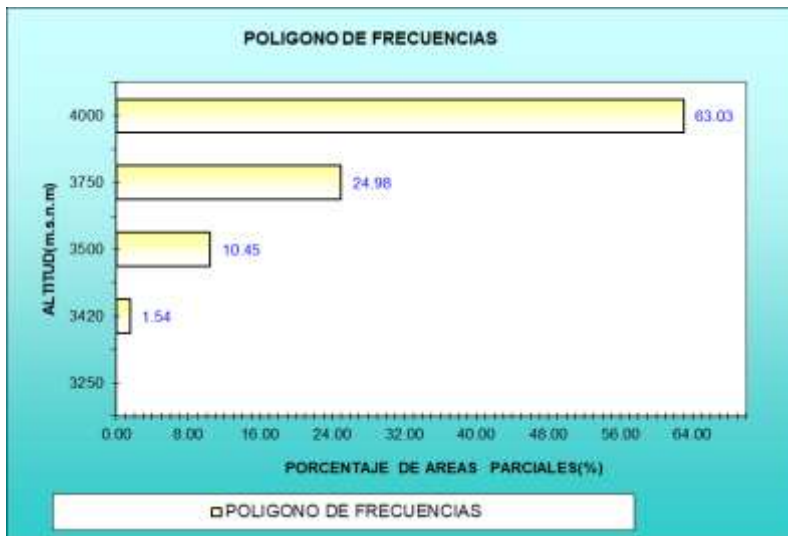 POLIGONO DE FRECUENCIAS
ALTITUD(m.s.n.m)
4000 63.03
3750 24.98
3500 10.45
3420 1.54
3250
0.00 8.00 16.00 24.00 32.00 40.00 48.00 56.00 64.00
PORCENTAJE DE AREAS PARCIALES(%)
POLIGONO DE FRECUENCIAS